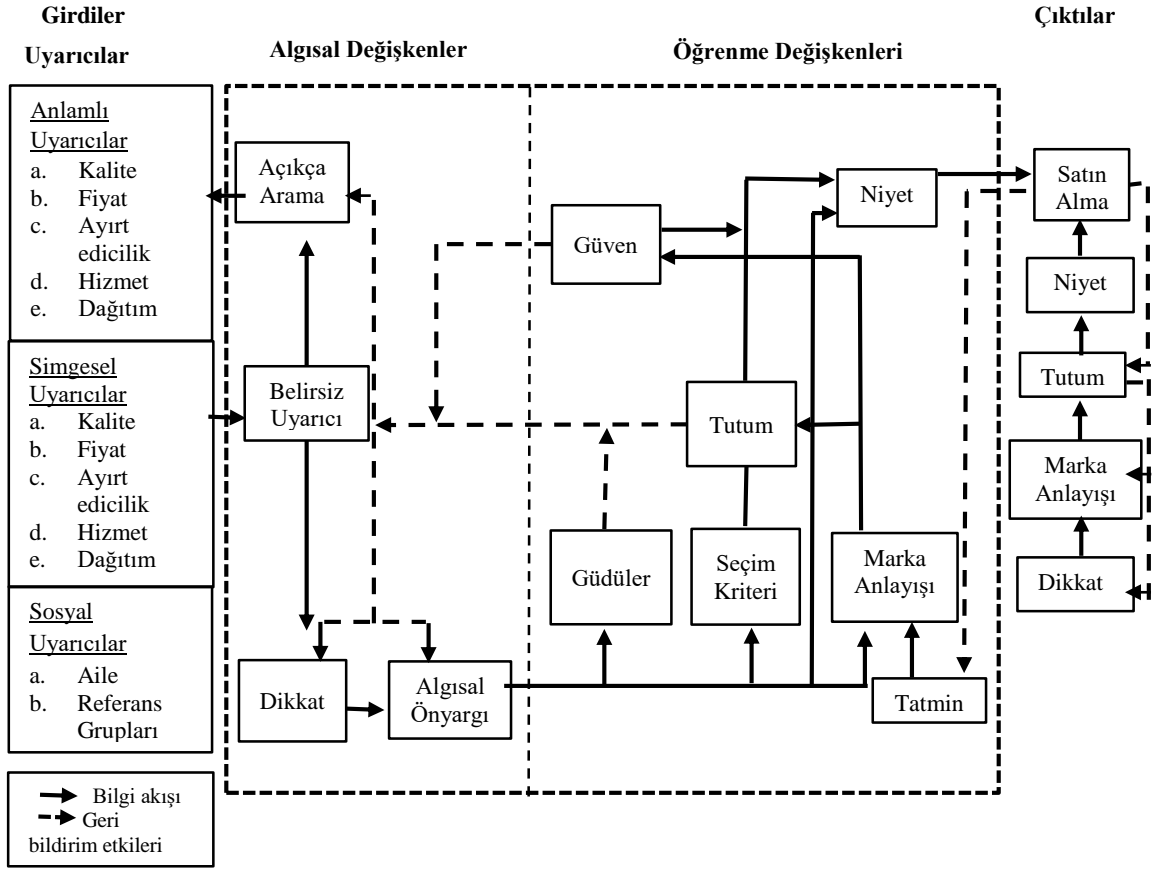 Girdiler
Uyarıcılar
Algısal Değişkenler
Öğrenme Değişkenleri
Çıktılar
Anlamlı
Uyarıcılar
a. Kalite
b. Fiyat
c. Ayırt
edicilik
d. Hizmet
e. Dağıtım
Simgesel
Uyarıcılar
a. Kalite
b. Fiyat
c. Ayırt
edicilik
d. Hizmet
e. Dağıtım
Sosyal
Uyarıcılar
a. Aile
b. Referans
Grupları
Bilgi akışı
Geri
bildirim etkileri
Açıkça
Arama
Belirsiz
Uyarıcı
Dikkat
Algısal
Önyargı
Güven
Niyet
Tutum
Güdüler
Seçim
Kriteri
Marka
Anlayışı
Tatmin
Satın
Alma
Niyet
Tutum
Marka
Anlayışı
Dikkat